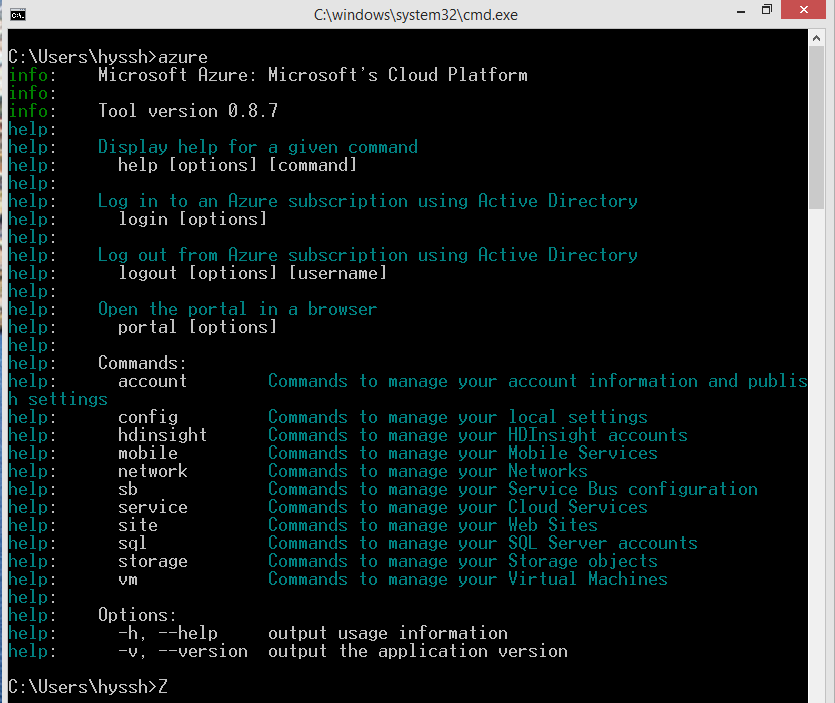 C:\windows\system32\cmd.exe
C:\Users\hyssh>azure
info:    Microsoft Azure: Microsoft's Cloud Platform
info:
info:    Tool version 0.8.7
help:
help:    Display help for a given command
help:      help [options] [command]
help:
help:    Log in to an Azure subscription using Active Directory
help:      login [options]
help:
help:    Log out from Azure subscription using Active Directory
help:      logout [options] [username]
help:
help:    Open the portal in a browser
help:      portal [options]
help:
help:    Commands:
help:      account        Commands to manage your account information and publis
h settings
help:      config         Commands to manage your local settings
help:      hdinsight      Commands to manage your HDInsight accounts
help:      mobile         Commands to manage your Mobile Services
help:      network        Commands to manage your Networks
help:      sb             Commands to manage your Service Bus configuration
help:      service        Commands to manage your Cloud Services
help:      site           Commands to manage your Web Sites
help:      sql            Commands to manage your SQL Server accounts
help:      storage        Commands to manage your Storage objects
help:      vm             Commands to manage your Virtual Machines
help:
help:    Options:
help:      -h, --help     output usage information
help:      -v, --version  output the application version
C:\Users\hyssh>Z